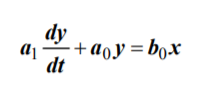 a₁ dy/dt + a₀y = b₀x